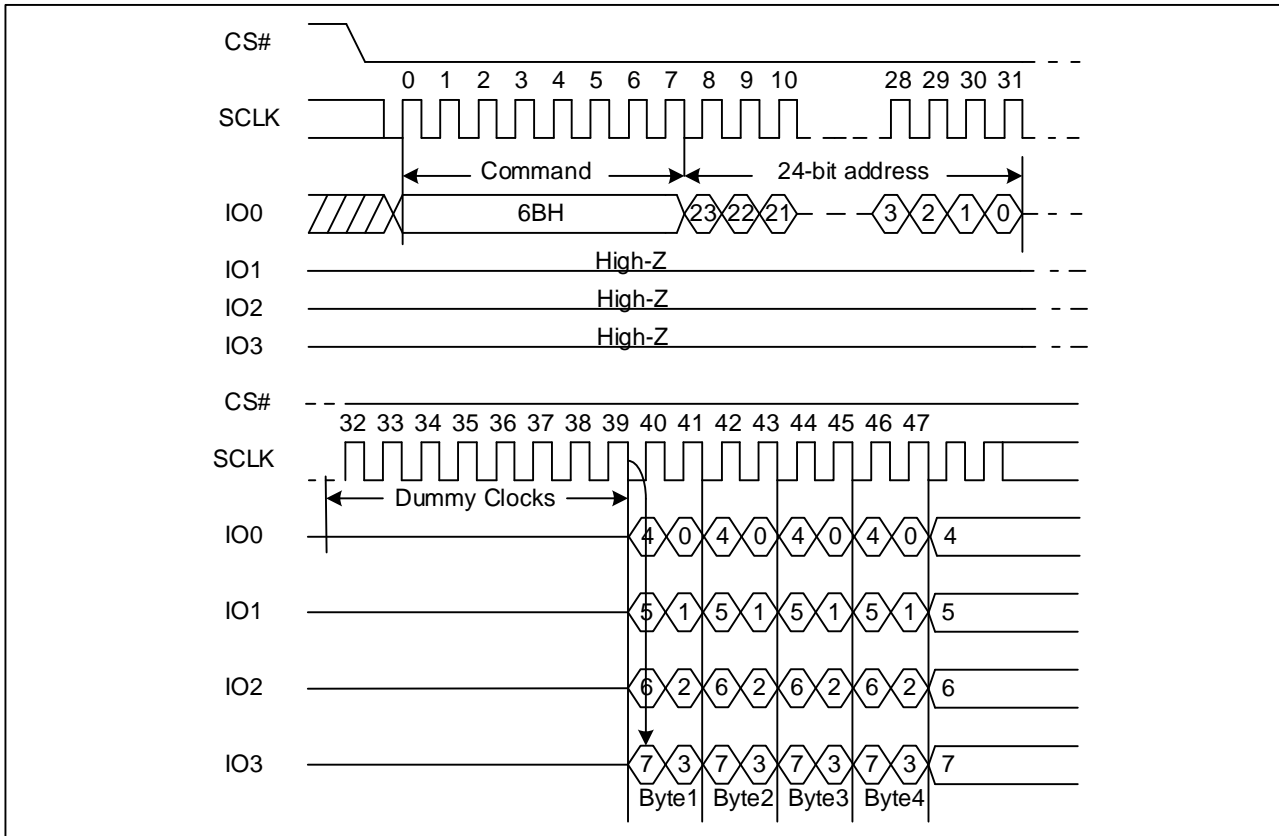 CS#
0 1 2 3 4 5 6 7 8 9 10 28 29 30 31
SCLK
Command 24-bit address
IO0 6BH 23 22 21 3 2 1 0
High-Z
IO1
High-Z
IO2
High-Z
IO3
CS#
32 33 34 35 36 37 38 39 40 41 42 43 44 45 46 47
SCLK
Dummy Clocks
IO0 4 0 4 0 4 0 4 0 4
IO1 5 1 5 1 5 1 5 1 5
IO2 6 2 6 2 6 2 6 2 6
IO3 7 3 7 3 7 3 7 3 7
Byte1 Byte2 Byte3 Byte4